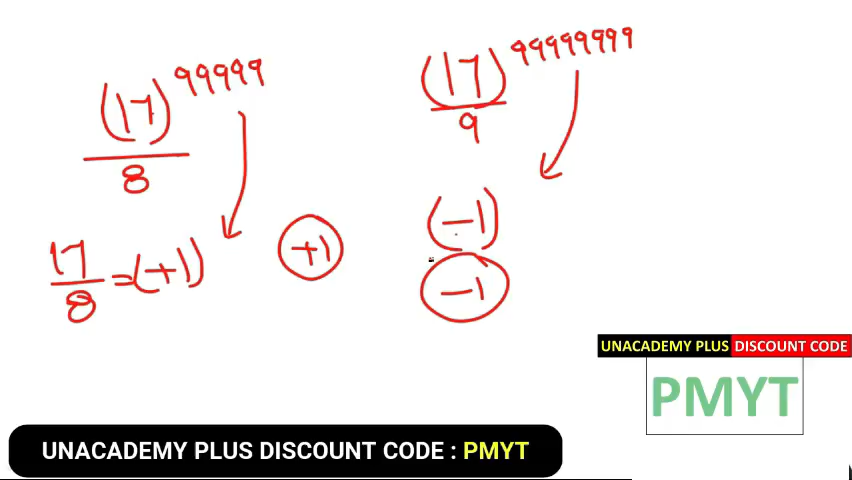 (17)^99999
8
17/8 = (+1)
+1
(17)^99999999
9
(-1)
-1
UNACADEMY PLUS DISCOUNT CODE
PMYT
UNACADEMY PLUS DISCOUNT CODE : PMYT